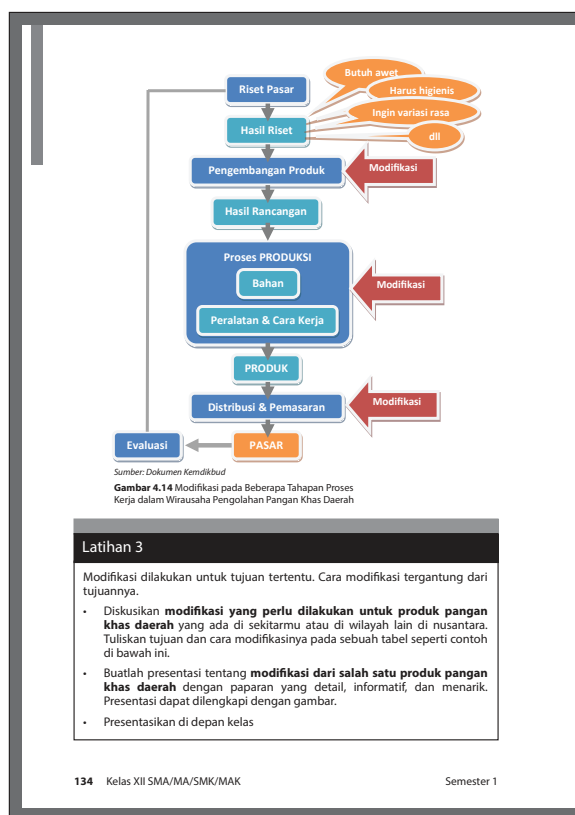 Butuh awet
Riset Pasar
Harus higienis
Ingin variasi rasa
Hasil Riset
dll
Pengembangan Produk
Modifikasi
Hasil Rancangan
Proses PRODUKSI
Bahan
Modifikasi
Peralatan & Cara Kerja
PRODUK
Distribusi & Pemasaran
Modifikasi
Evaluasi
PASAR
Sumber: Dokumen Kemdikbud
Gambar 4.14 Modifikasi pada Beberapa Tahapan Proses
Kerja dalam Wirausaha Pengolahan Pangan Khas Daerah
Latihan 3
Modifikasi dilakukan untuk tujuan tertentu. Cara modifikasi tergantung dari
tujuannya.
• Diskusikan modifikasi yang perlu dilakukan untuk produk pangan
khas daerah yang ada di sekitarmu atau di wilayah lain di nusantara.
Tuliskan tujuan dan cara modifikasinya pada sebuah tabel seperti contoh
di bawah ini.
• Buatlah presentasi tentang modifikasi dari salah satu produk pangan
khas daerah dengan paparan yang detail, informatif, dan menarik.
Presentasi dapat dilengkapi dengan gambar.
• Presentasikan di depan kelas
134 Kelas XII SMA/MA/SMK/MAK Semester 1